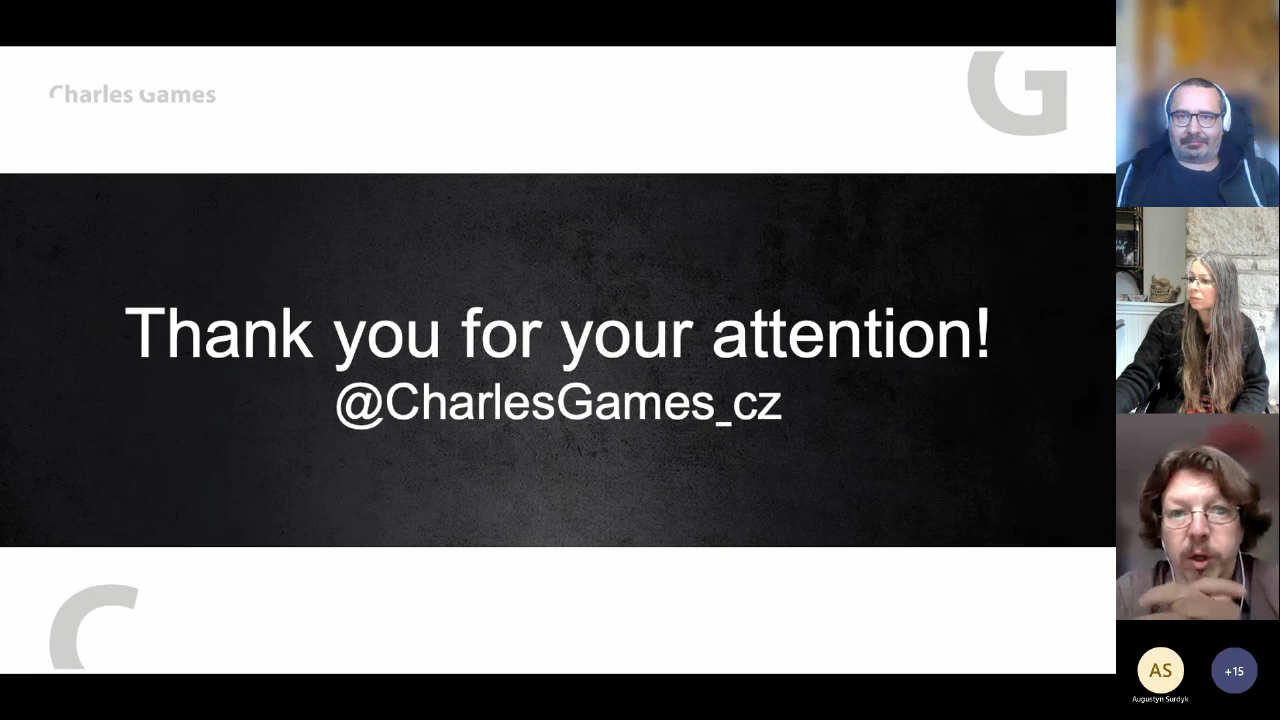 Charles Games
G
Thank you for your attention!
@CharlesGames_cz
C
AS
+15
Augustyn Surdyk